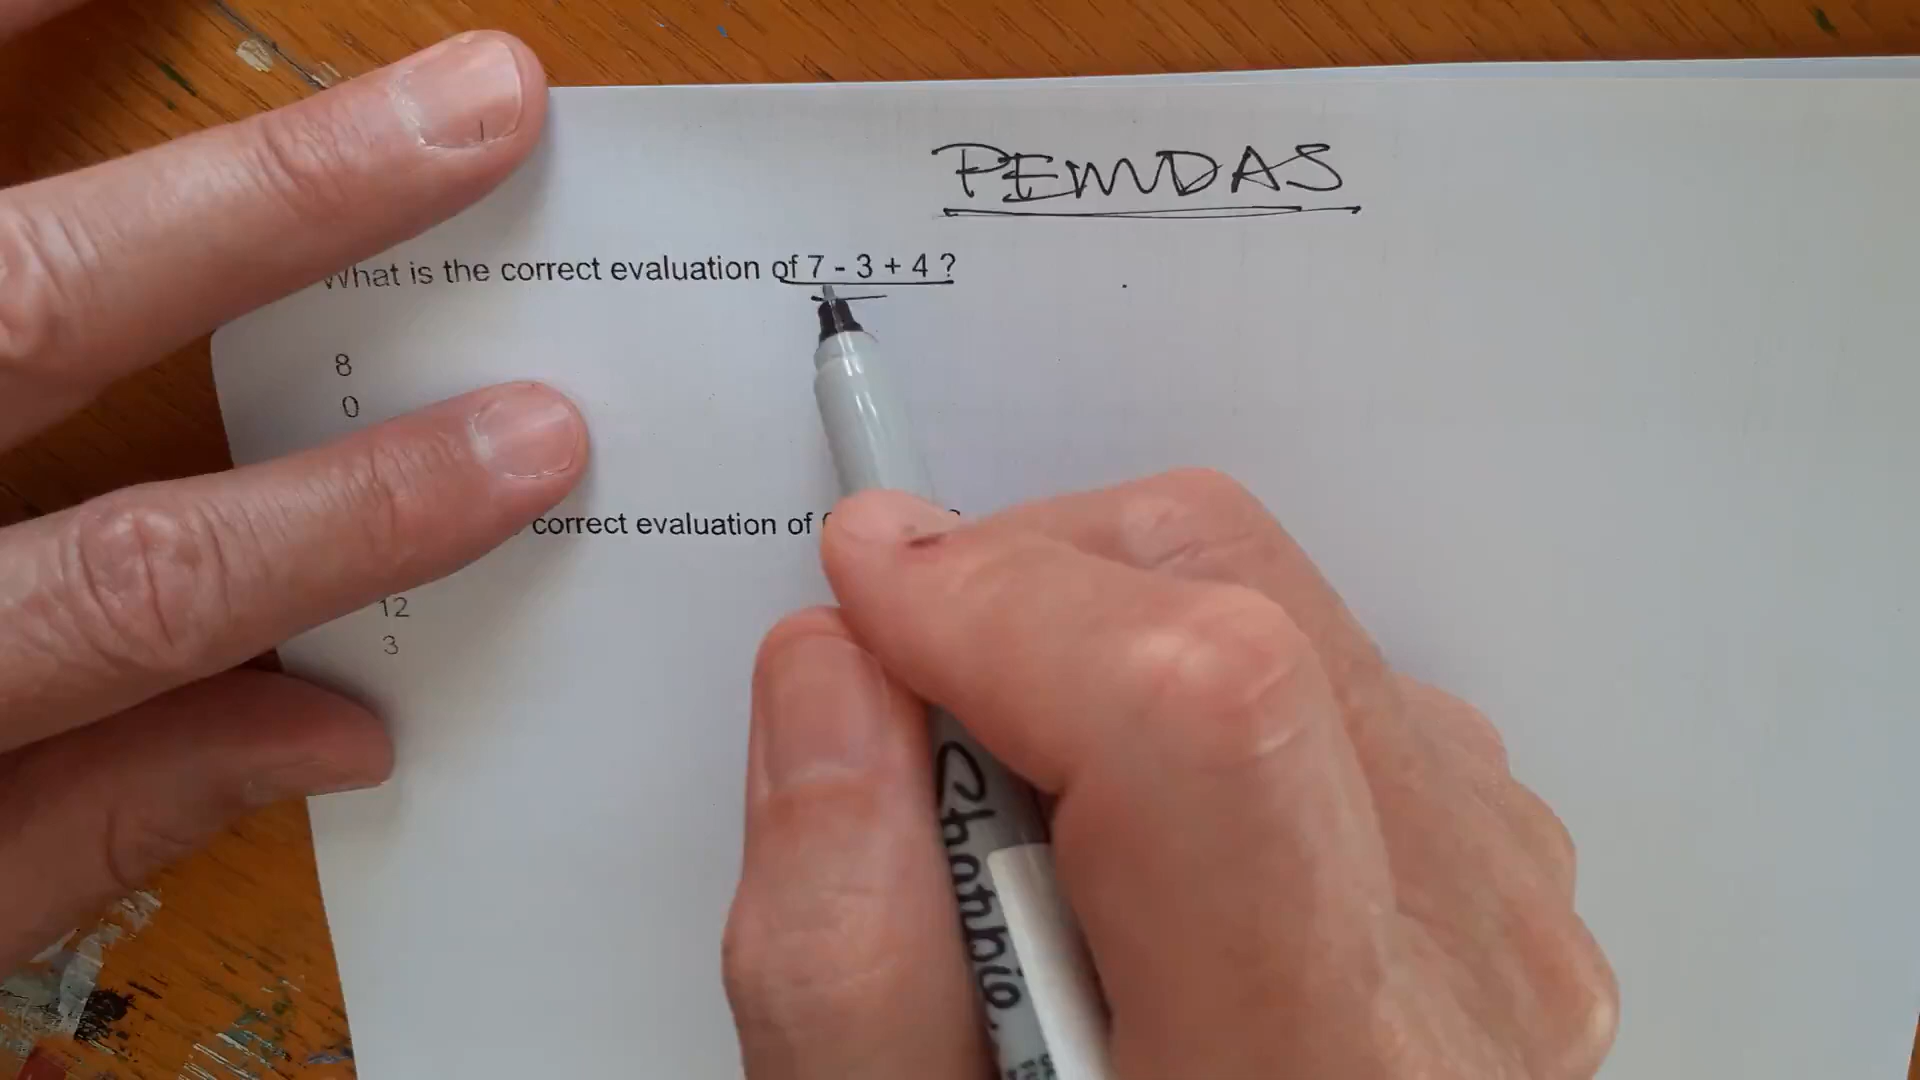 PEMDAS
What is the correct evaluation of 7 - 3 + 4 ?
8
0
correct evaluation of
12
3
Sharpie